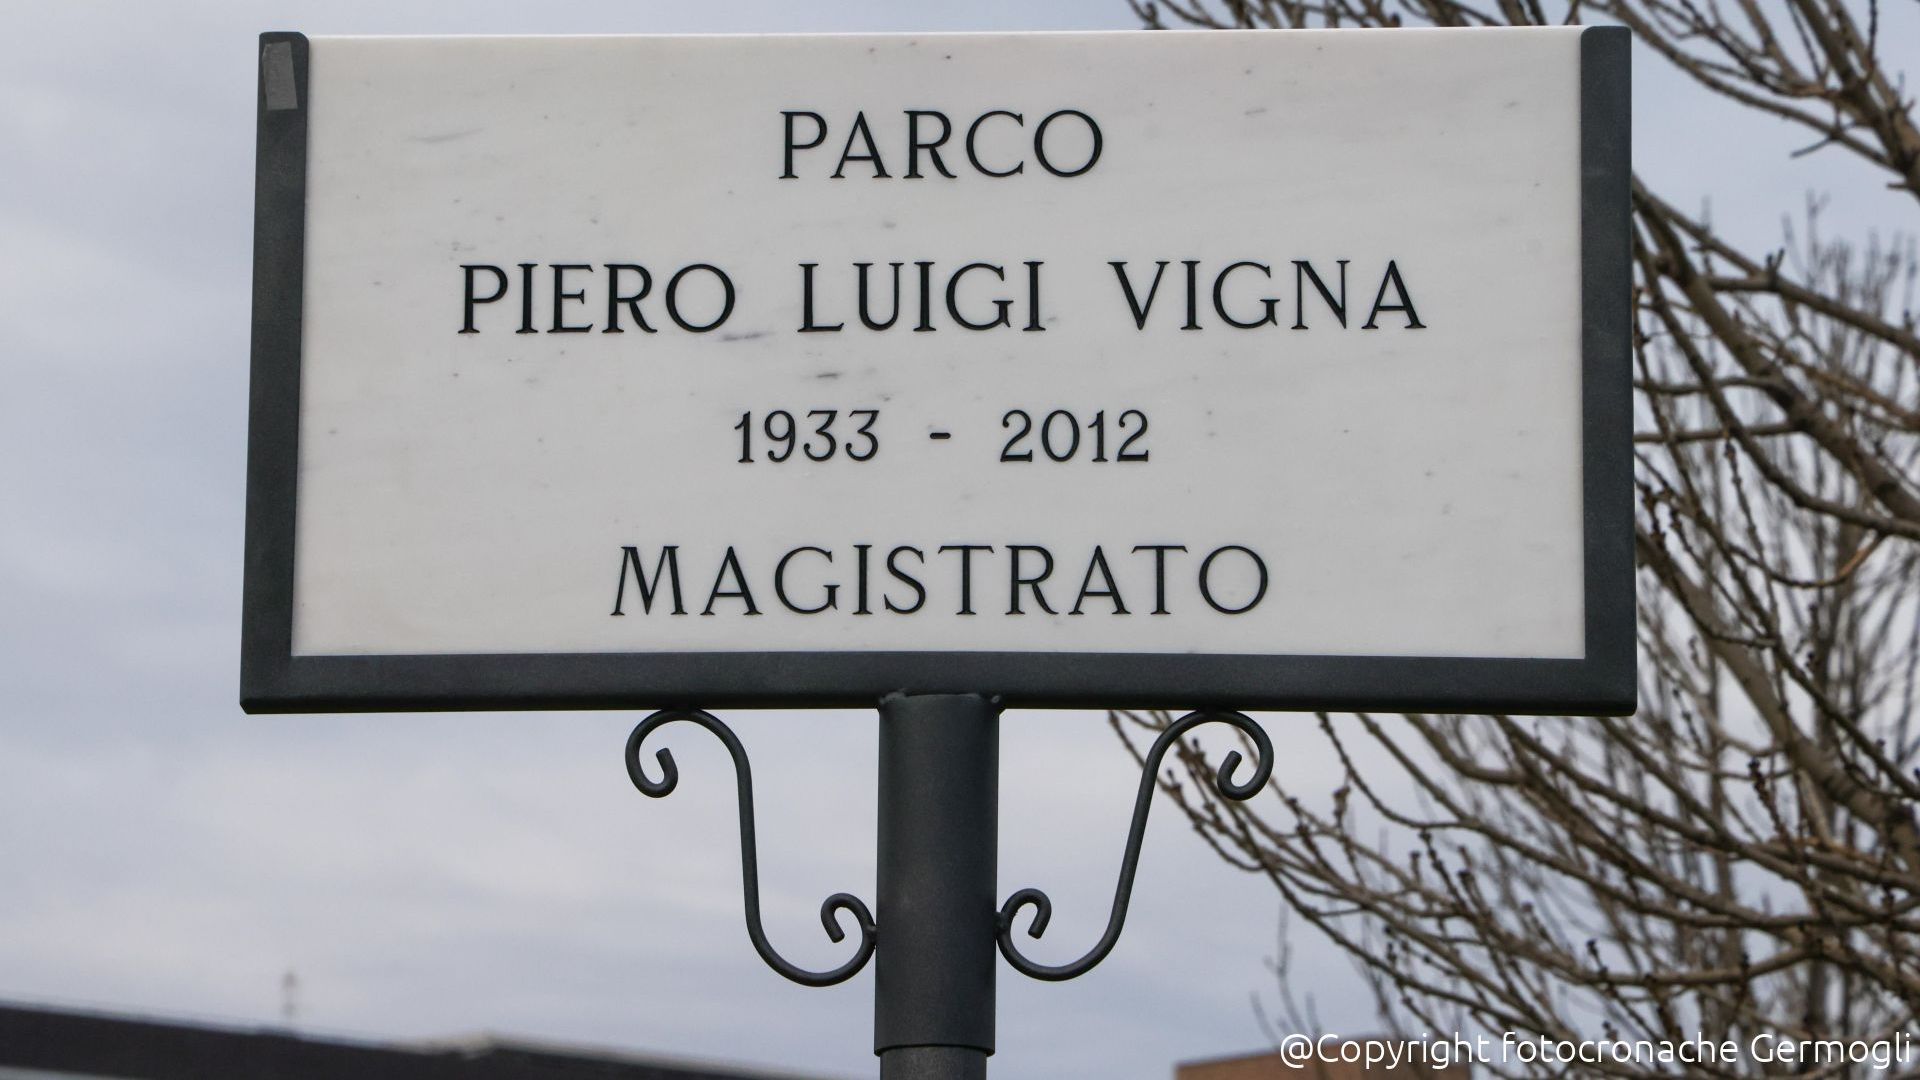 PARCO
PIERO LUIGI VIGNA
1933 - 2012
MAGISTRATO
@Copyright fotocronache Germogli